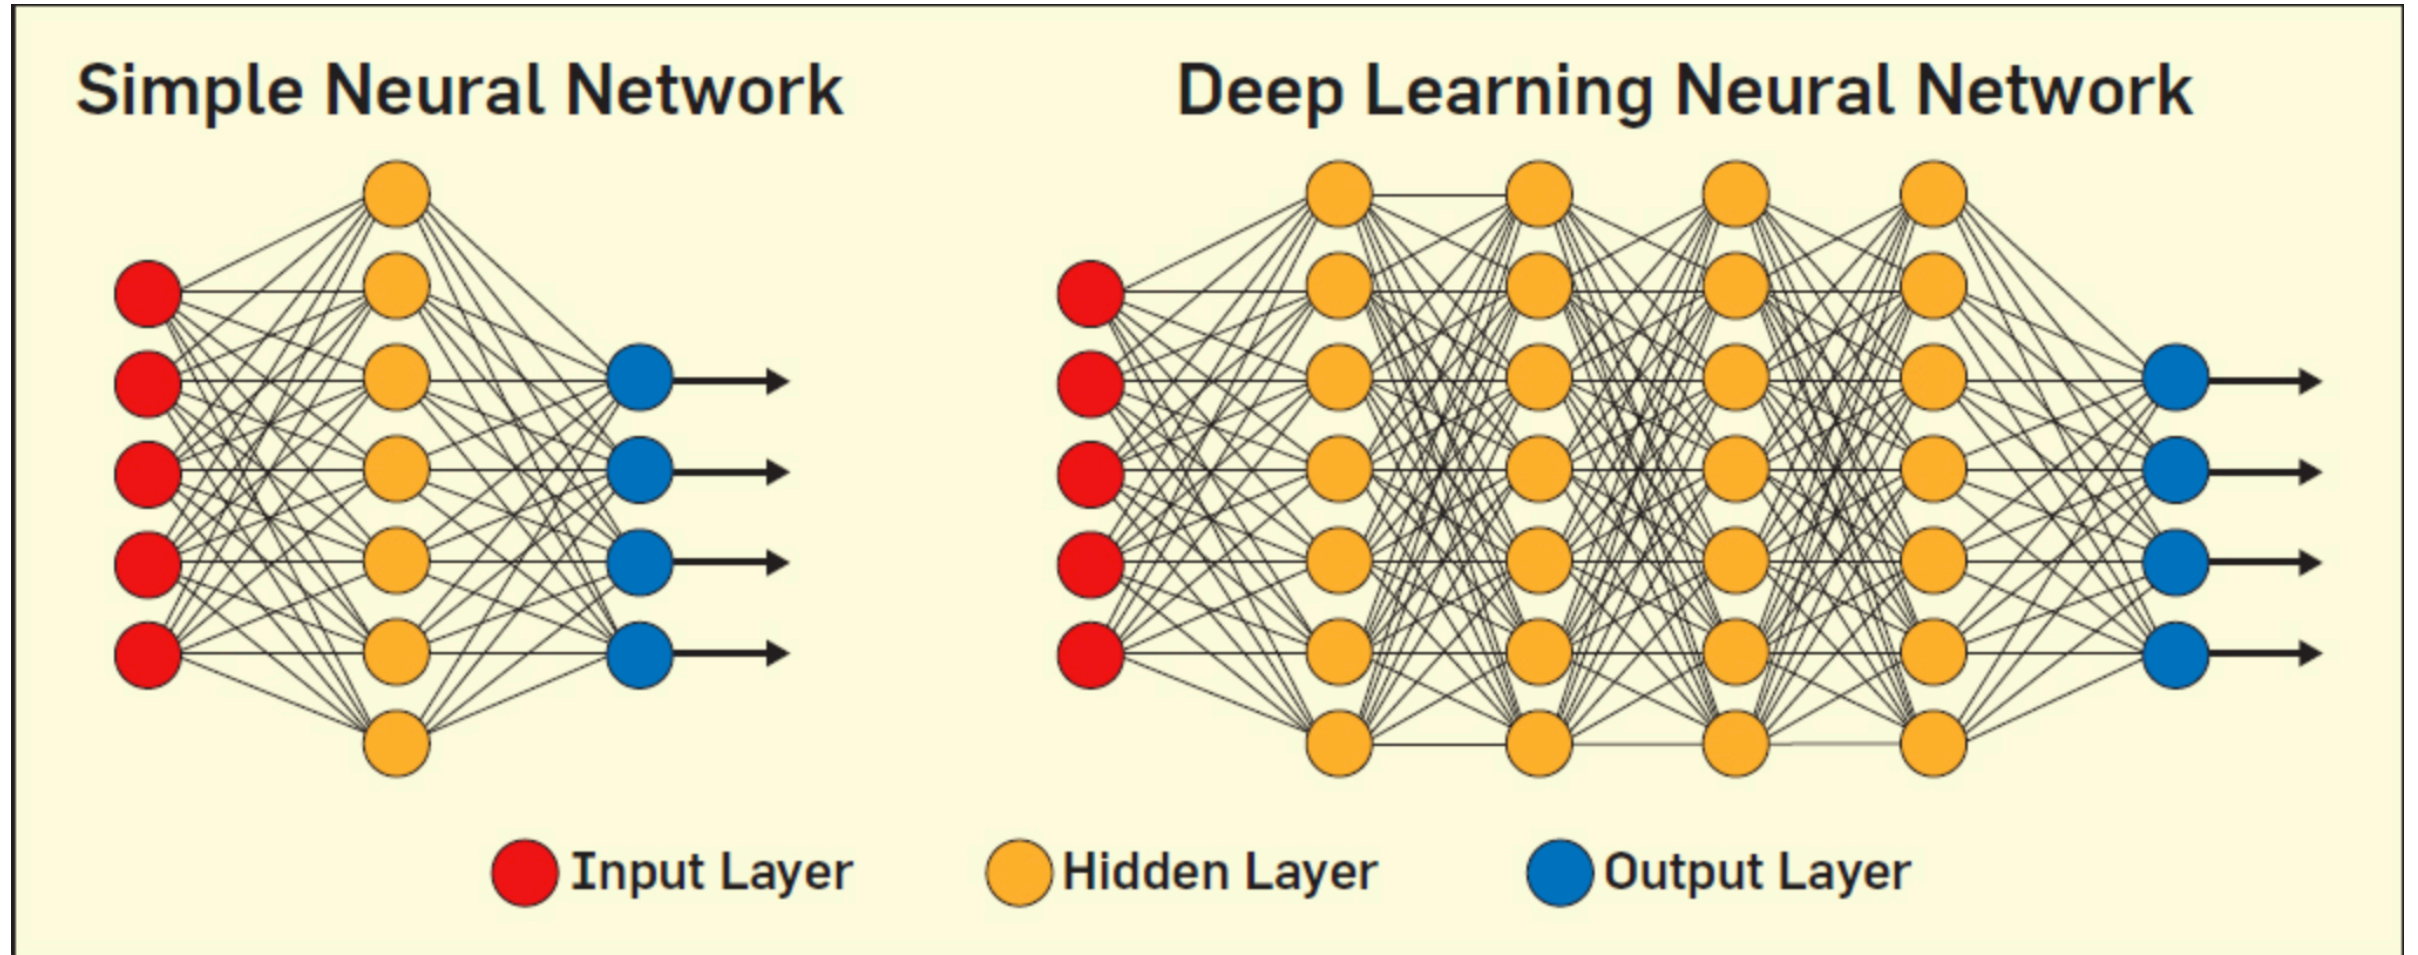 Simple Neural Network
Deep Learning Neural Network
Input Layer
Hidden Layer
Output Layer